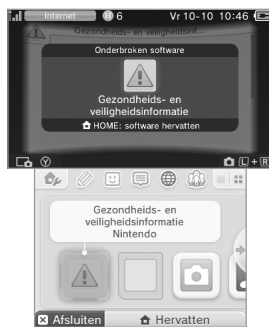 Internet 6 Vr 10-10 10:46
Gezondheids- en veiligheidsinf...
Onderbroken software
Gezondheids- en
veiligheidsinformatie
HOME: software hervatten
Y L + R
Gezondheids- en
veiligheidsinformatie
Nintendo
Afsluiten Hervatten